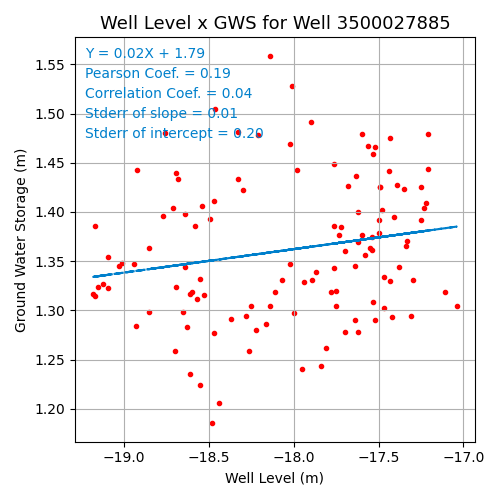 Well Level x GWS for Well 3500027885
Y = 0.02X + 1.79
Pearson Coef. = 0.19
Correlation Coef. = 0.04
Stderr of slope = 0.01
Stderr of intercept = 0.20
Ground Water Storage (m)
1.55
1.50
1.45
1.40
1.35
1.30
1.25
1.20
−19.0 −18.5 −18.0 −17.5 −17.0
Well Level (m)